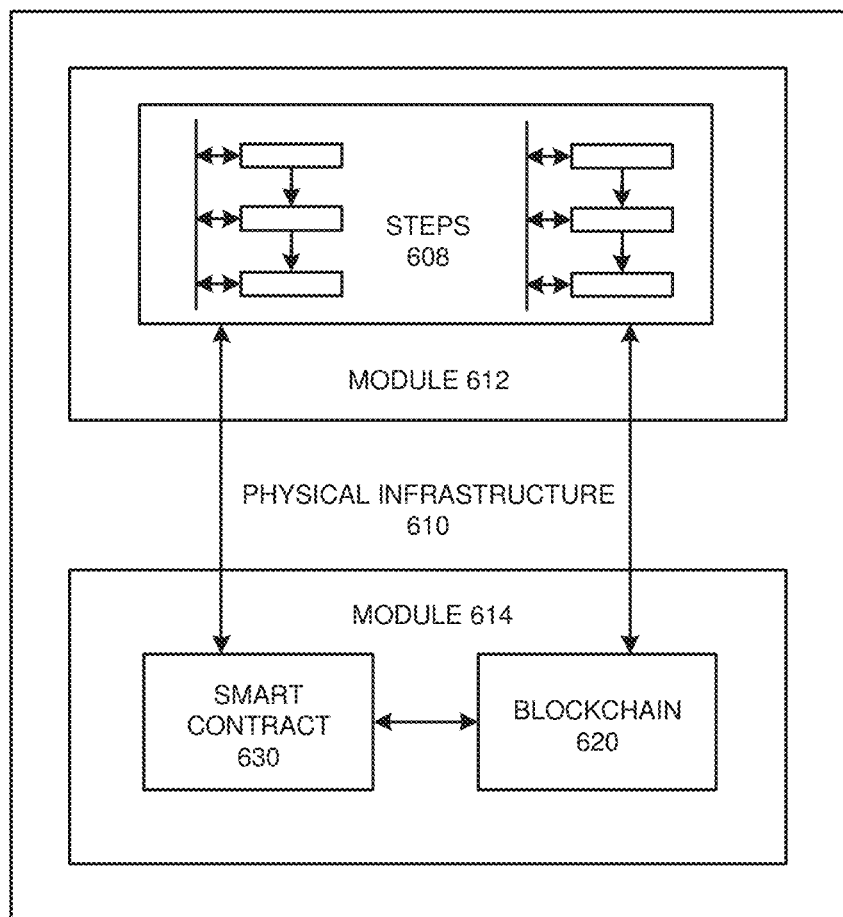 STEPS
608
MODULE 612
PHYSICAL INFRASTRUCTURE
610
MODULE 614
SMART
CONTRACT
630
BLOCKCHAIN
620